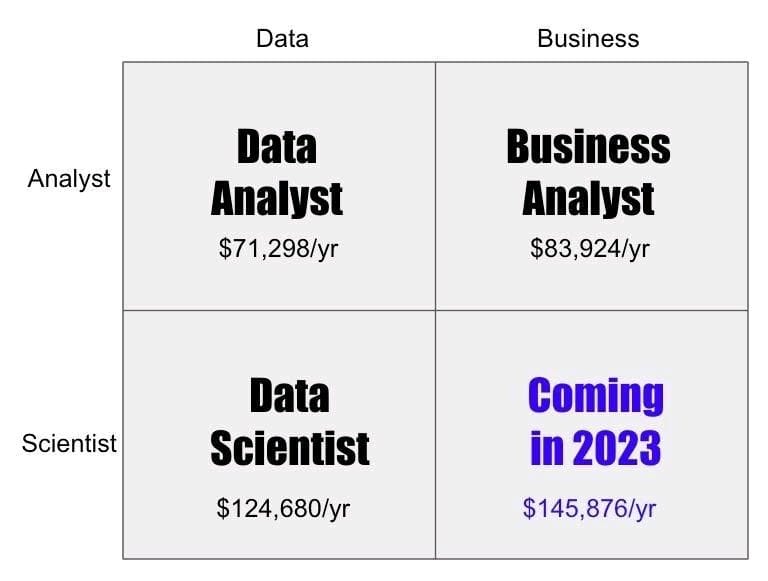 Data
Business
Analyst
Data
Analyst
$71,298/yr
Business
Analyst
$83,924/yr
Scientist
Data
Scientist
$124,680/yr
Coming
in 2023
$145,876/yr